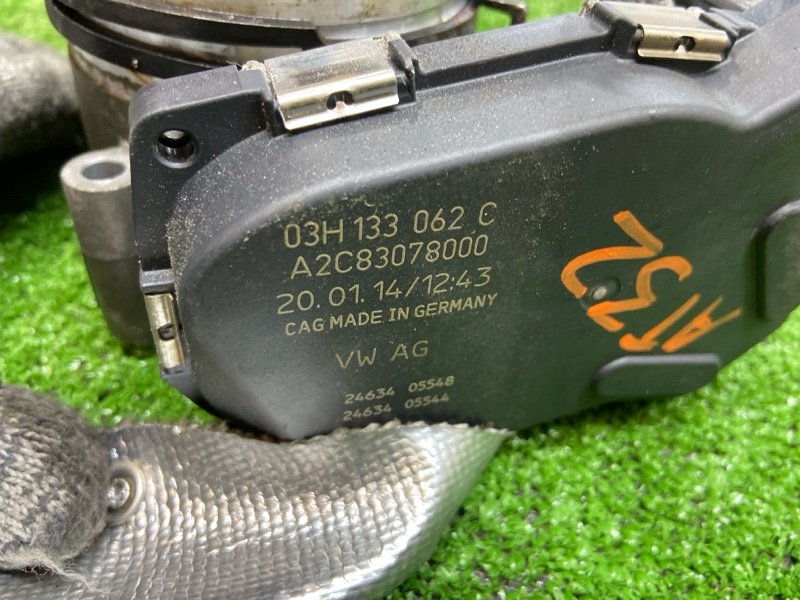 03H 133 062 C
A2C83078000
20.01.14/12:43
CAG MADE IN GERMANY
VW AG
24634 05548
24634 05544